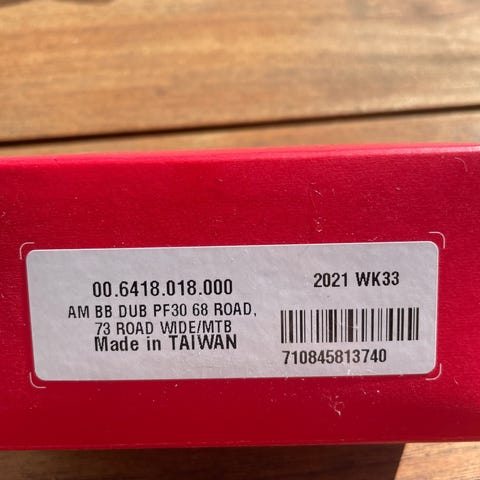 00.6418.018.000
2021 WK33
AM BB DUB PF30 68 ROAD,
73 ROAD WIDE/MTB
Made in TAIWAN
710845813740